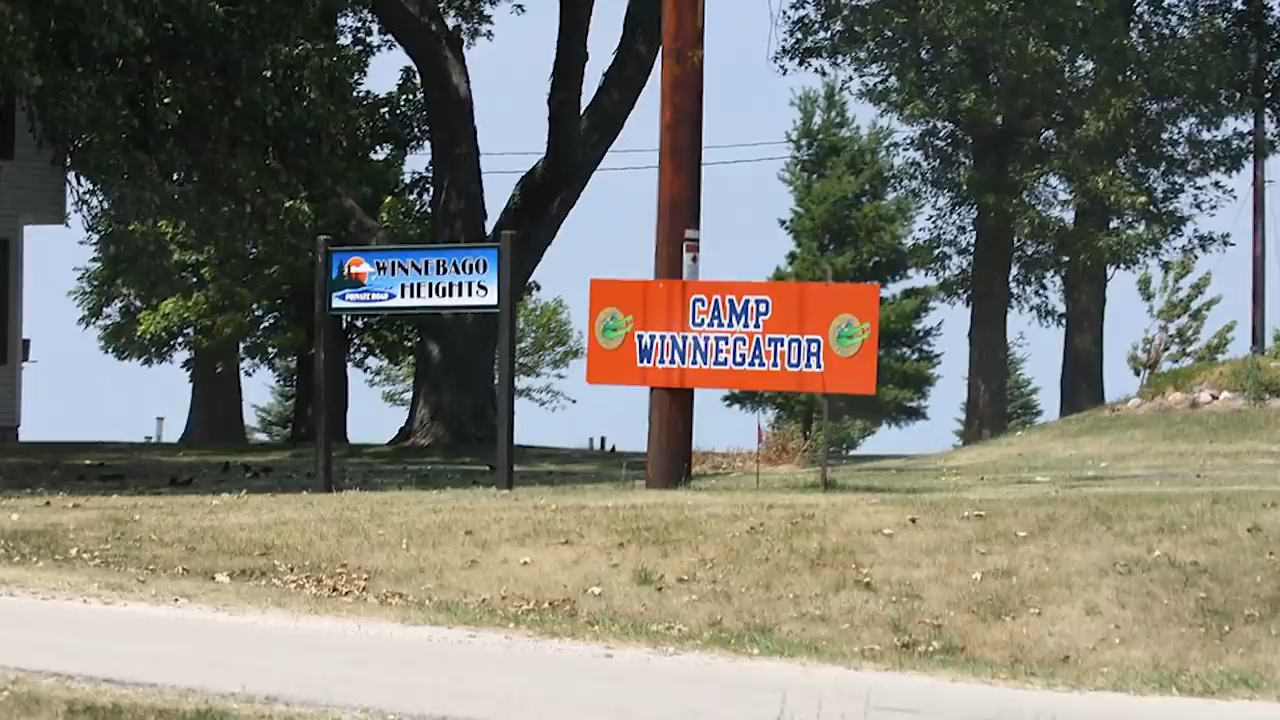 WINNEBAGO
HEIGHTS
PRIVATE ROAD
CAMP
WINNEGATOR